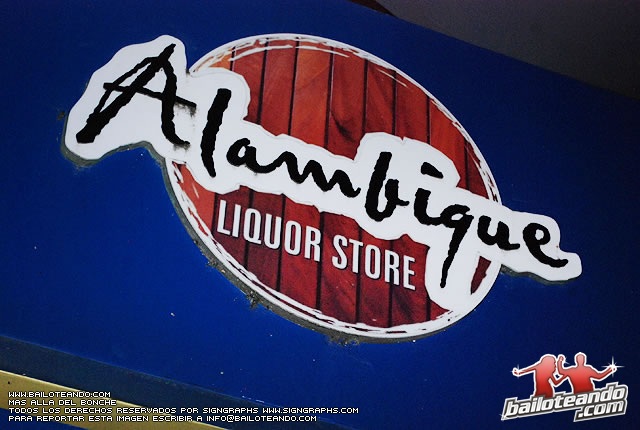 Alambique
LIQUOR STORE
WWW.BAILOTEANDO.COM
MAS ALLA DEL BONCHE
TODOS LOS DERECHOS RESERVADOS POR SIGNGRAPHS WWW.SIGNGRAPHS.COM
PARA REPORTAR ESTA IMAGEN ESCRIBIR A INFO@BAILOTEANDO.COM
bailoteando.com